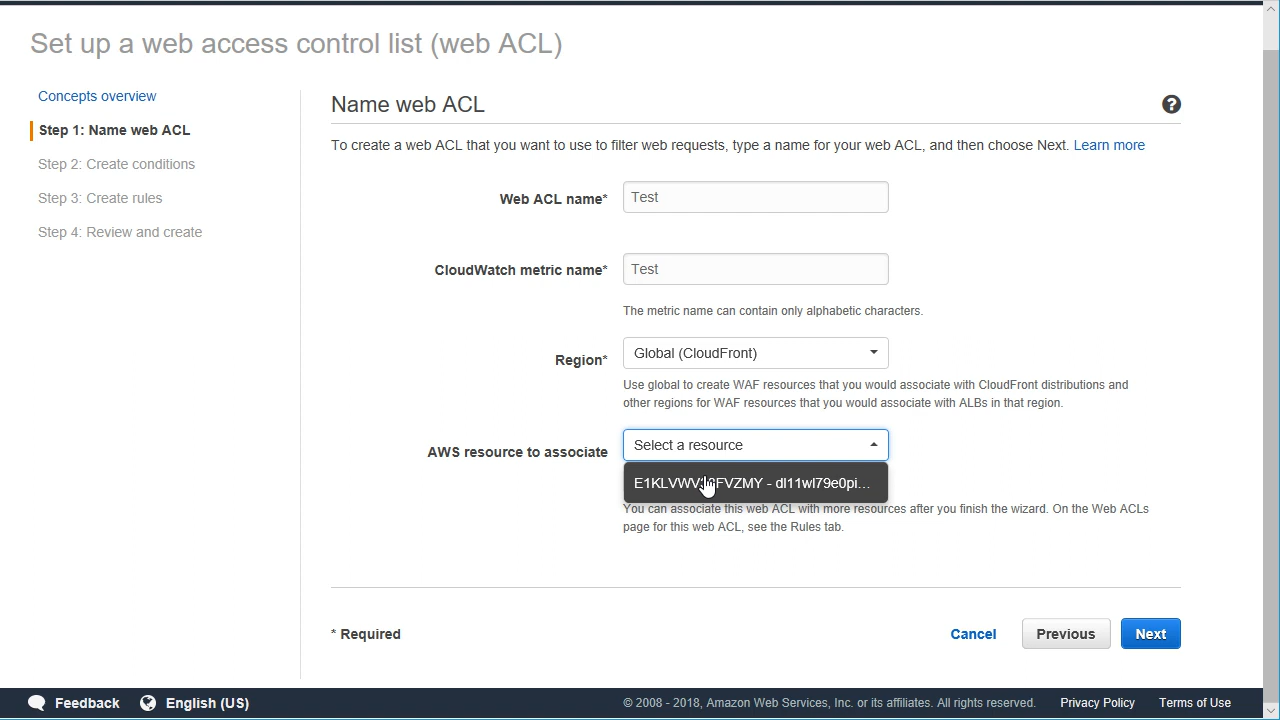 Set up a web access control list (web ACL)
Concepts overview
Step 1: Name web ACL
Step 2: Create conditions
Step 3: Create rules
Step 4: Review and create
Name web ACL
To create a web ACL that you want to use to filter web requests, type a name for your web ACL, and then choose Next. Learn more
Web ACL name* Test
CloudWatch metric name* Test
The metric name can contain only alphabetic characters.
Region* Global (CloudFront)
Use global to create WAF resources that you would associate with CloudFront distributions and
other regions for WAF resources that you would associate with ALBs in that region.
AWS resource to associate Select a resource
You can associate this web ACL with more resources after you finish the wizard. On the Web ACLs
page for this web ACL, see the Rules tab.
* Required
Cancel Previous Next
Feedback English (US) © 2008 - 2018, Amazon Web Services, Inc. or its affiliates. All rights reserved. Privacy Policy Terms of Use